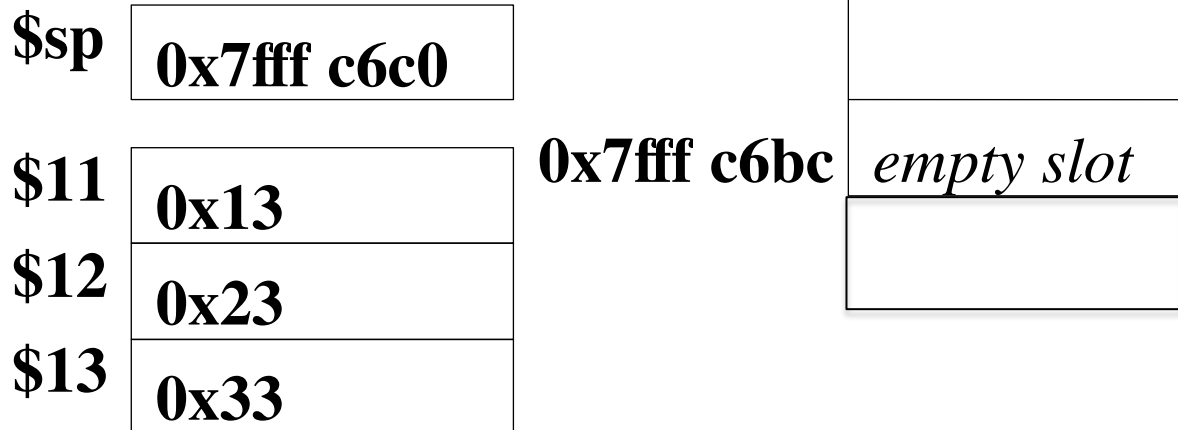 $sp 0x7fff c6c0
0x7fff c6bc empty slot
$11 0x13
$12 0x23
$13 0x33